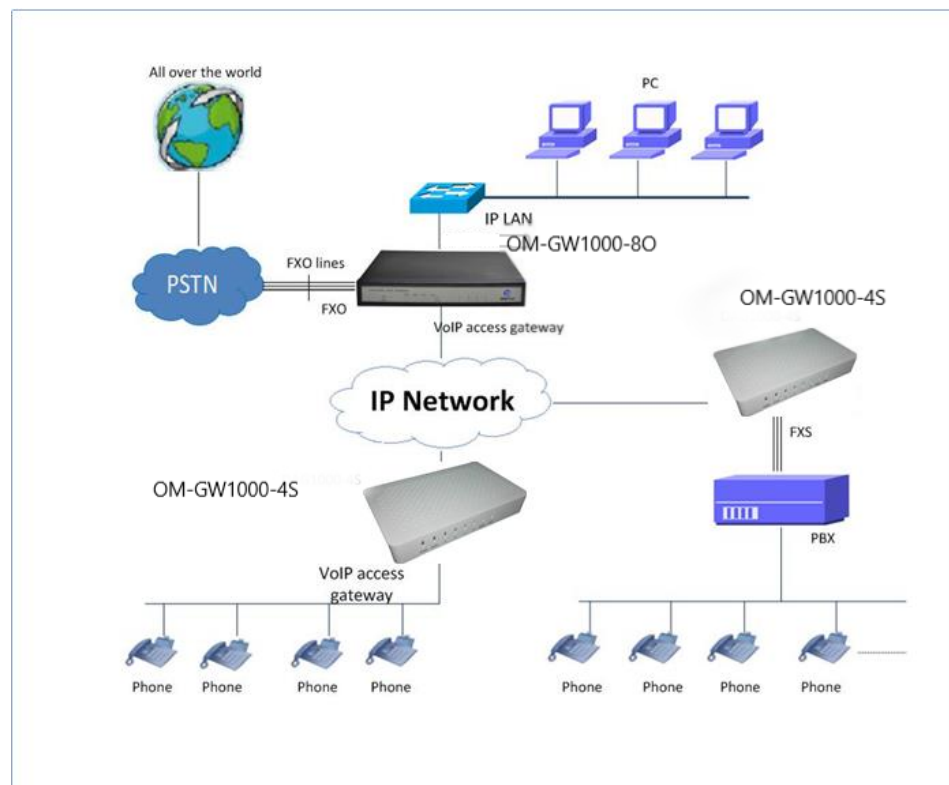 All over the world
PC
IP LAN
OM-GW1000-8O
PSTN
FXO lines
FXO
VoIP access gateway
OM-GW1000-4S
IP Network
FXS
OM-GW1000-4S
PBX
VoIP access
gateway
Phone
Phone
Phone
Phone
Phone
Phone
Phone
Phone